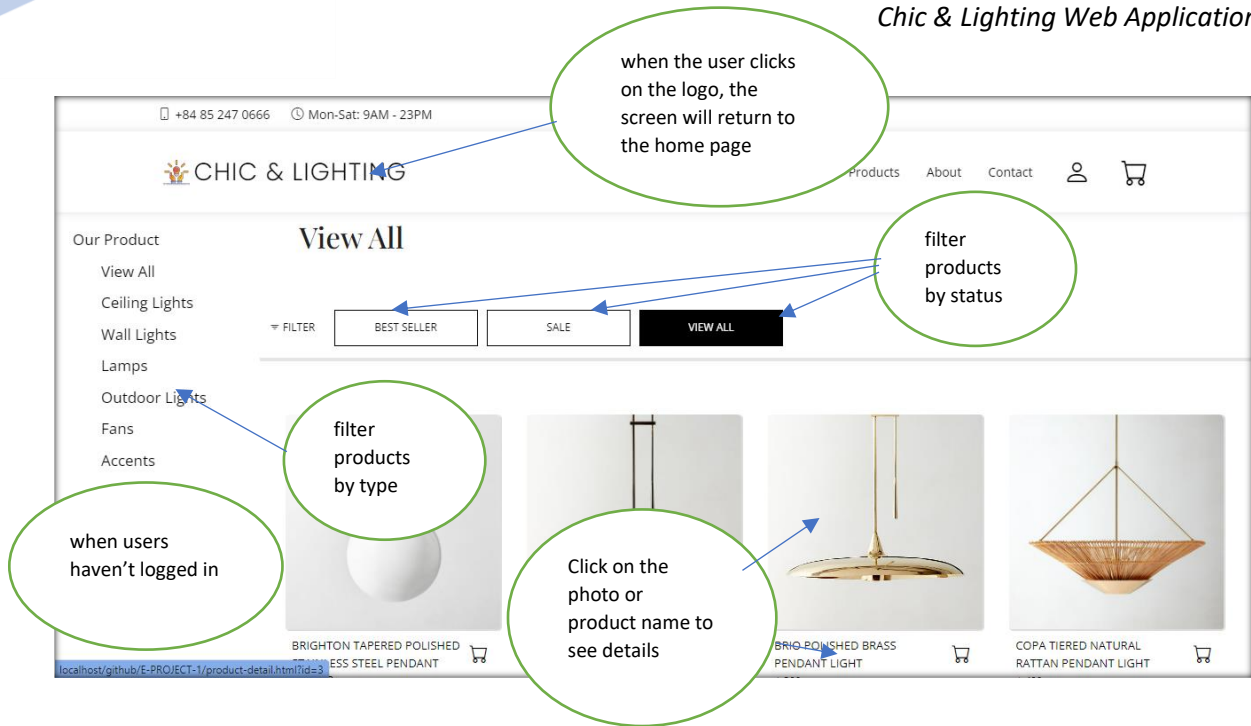 Chic & Lighting Web Application
when the user clicks
on the logo, the
screen will return to
the home page
+84 85 247 0666 Mon-Sat: 9AM - 23PM
CHIC & LIGHTING
Products About Contact
Our Product
View All
Ceiling Lights
Wall Lights
Lamps
Outdoor Lights
Fans
Accents
View All
filter
products
by status
FILTER BEST SELLER SALE VIEW ALL
filter
products
by type
when users
haven't logged in
Click on the
photo or
product name to
see details
BRIGHTON TAPERED POLISHED
STAINLESS STEEL PENDANT
BRIO POLISHED BRASS
PENDANT LIGHT
COPA TIERED NATURAL
RATTAN PENDANT LIGHT
localhost/github/E-PROJECT-1/product-detail.html?id=3